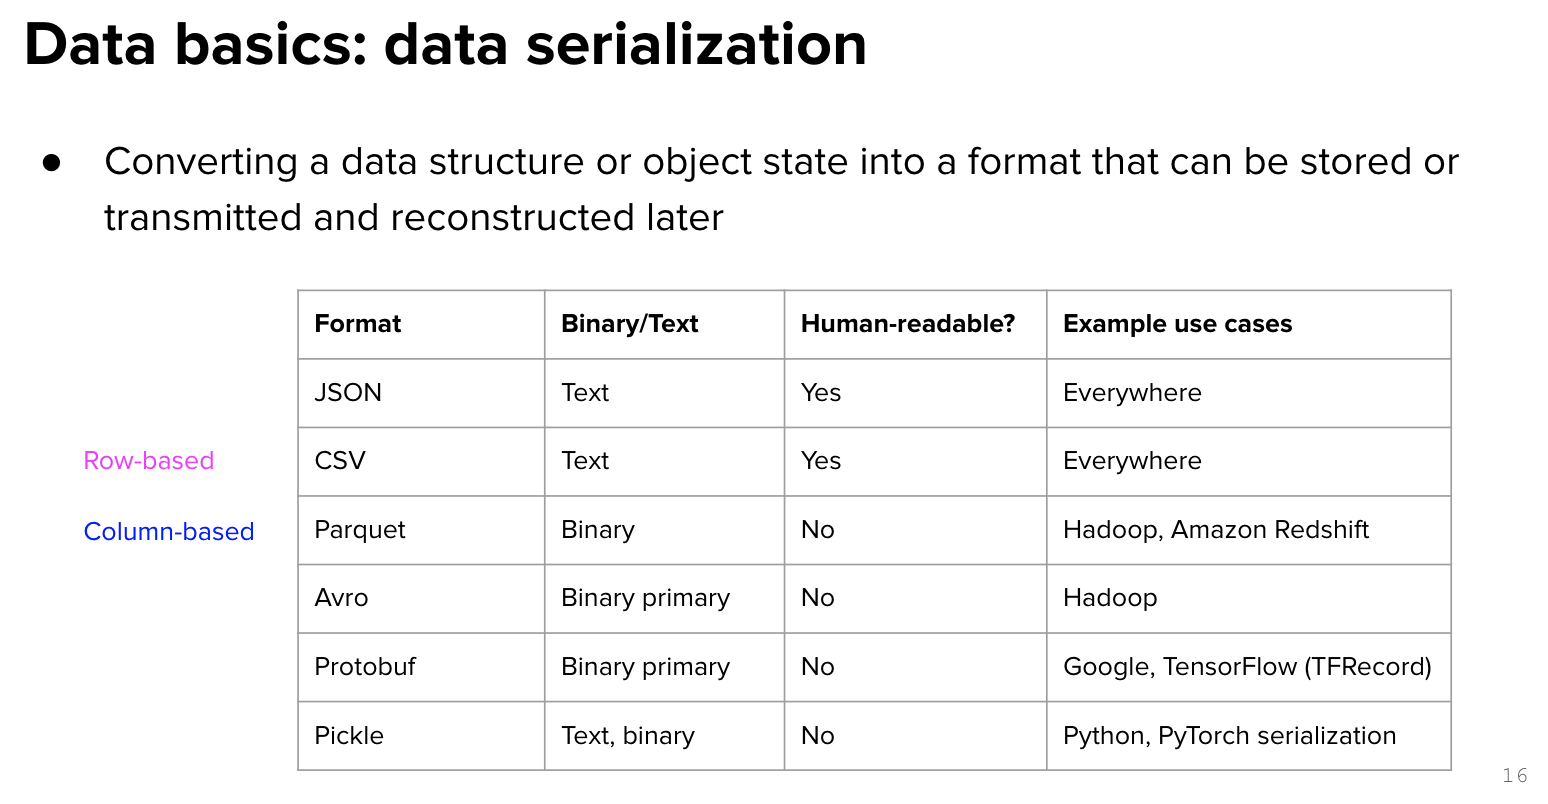 Data basics: data serialization
● Converting a data structure or object state into a format that can be stored or
transmitted and reconstructed later
Format Binary/Text Human-readable? Example use cases
JSON Text Yes Everywhere
Row-based CSV Text Yes Everywhere
Column-based Parquet Binary No Hadoop, Amazon Redshift
Avro Binary primary No Hadoop
Protobuf Binary primary No Google, TensorFlow (TFRecord)
Pickle Text, binary No Python, PyTorch serialization
16